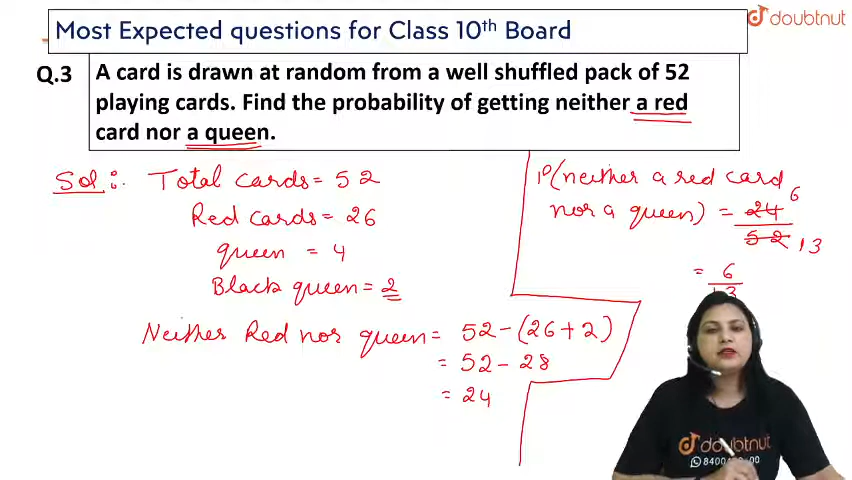 doubtnut
Most Expected questions for Class 10th Board
Q.3 A card is drawn at random from a well shuffled pack of 52
playing cards. Find the probability of getting neither a red
card nor a queen.
Sol:. Total cards = 52
Red cards = 26
queen = 4
Black queen = 2
Neither Red nor queen = 52 - (26 + 2)
= 52 - 28
= 24
P(neither a red card
nor a queen) = 24/52 6 13
= 6/13
doubtnut